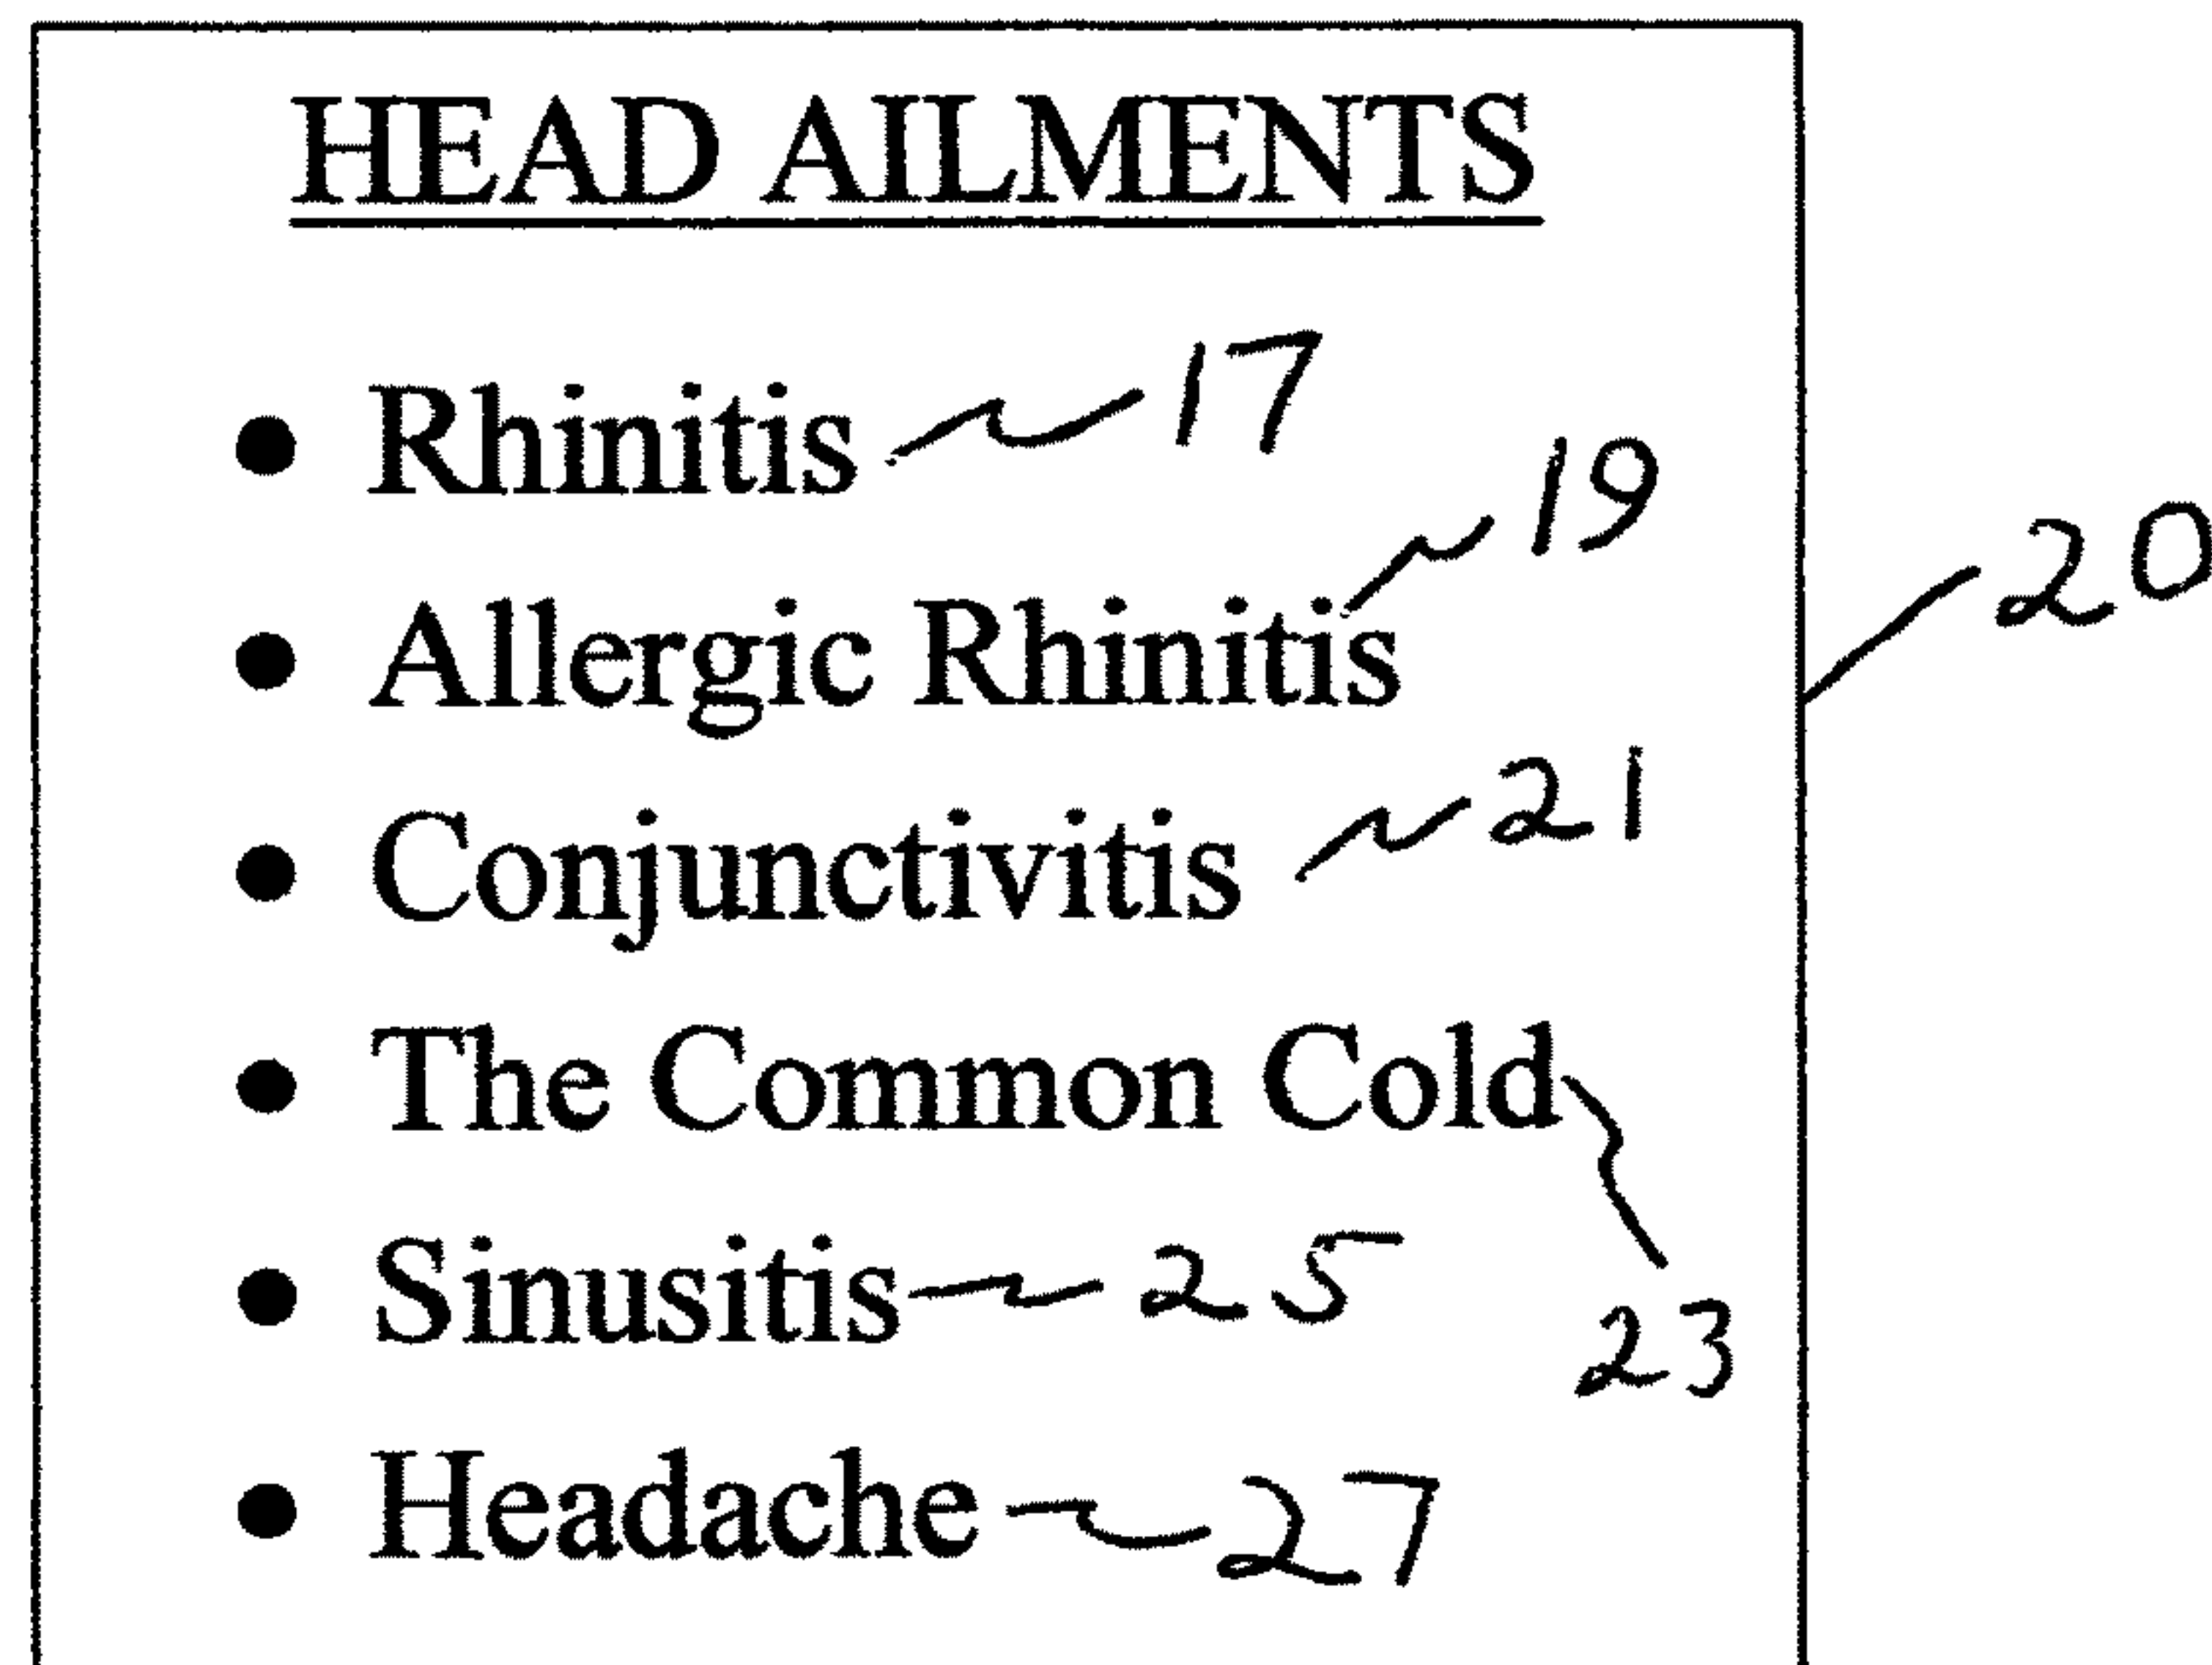 HEAD AILMENTS
• Rhinitis 17
19
20
• Allergic Rhinitis
21
• Conjunctivitis
• The Common Cold
• Sinusitis 25
23
• Headache 27